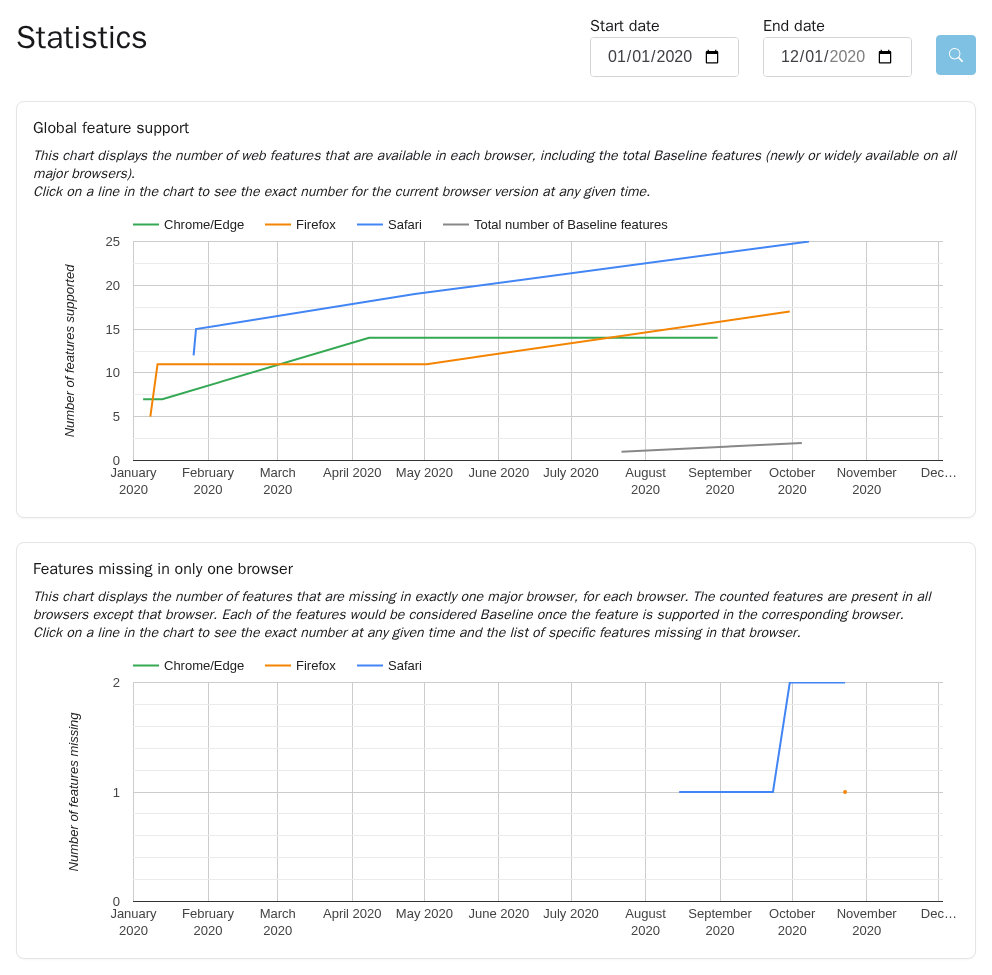 Statistics
Start date
End date
01/01/2020
12/01/2020
Global feature support
This chart displays the number of web features that are available in each browser, including the total Baseline features (newly or widely available on all
major browsers).
Click on a line in the chart to see the exact number for the current browser version at any given time.
Chrome/Edge Firefox Safari Total number of Baseline features
Number of features supported
25
20
15
10
5
0
January 2020
February 2020
March 2020
April 2020
May 2020
June 2020
July 2020
August 2020
September 2020
October 2020
November 2020
Dec…
Features missing in only one browser
This chart displays the number of features that are missing in exactly one major browser, for each browser. The counted features are present in all
browsers except that browser. Each of the features would be considered Baseline once the feature is supported in the corresponding browser.
Click on a line in the chart to see the exact number at any given time and the list of specific features missing in that browser.
Chrome/Edge Firefox Safari
Number of features missing
2
1
0
January 2020
February 2020
March 2020
April 2020
May 2020
June 2020
July 2020
August 2020
September 2020
October 2020
November 2020
Dec…